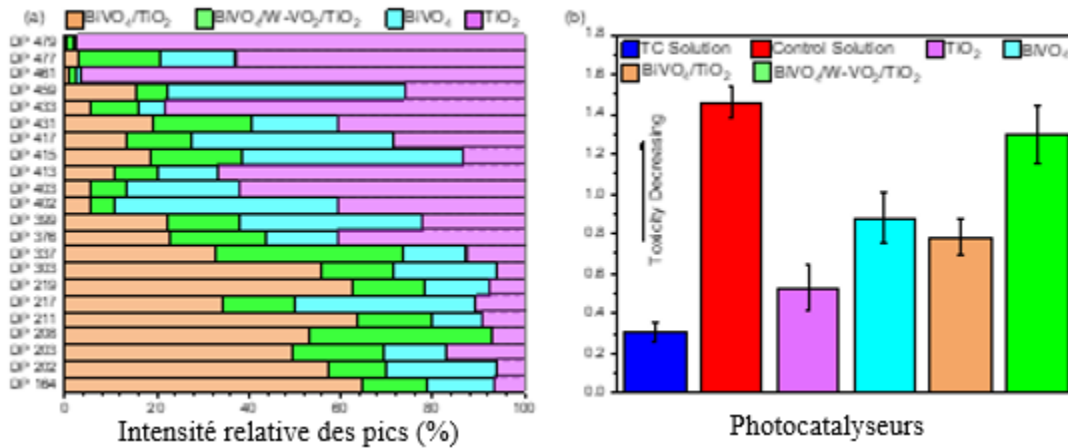 (a) BiVO₄/TiO₂ BiVO₄/W-VO₂/TiO₂ BiVO₄ TiO₂
DP 479
DP 477
DP 461
DP 459
DP 433
DP 431
DP 417
DP 415
DP 413
DP 403
DP 402
DP 399
DP 376
DP 337
DP 303
DP 219
DP 217
DP 211
DP 208
DP 203
DP 202
DP 164
0 20 40 60 80 100
Intensité relative des pics (%)
(b)
1.8
1.6
1.4
1.2
1.0
0.8
0.6
0.4
0.2
0.0
TC Solution Control Solution TiO₂ BiVO₄
BiVO₄/TiO₂ BiVO₄/W-VO₂/TiO₂
Toxicity Decreasing
Photocatalyseurs